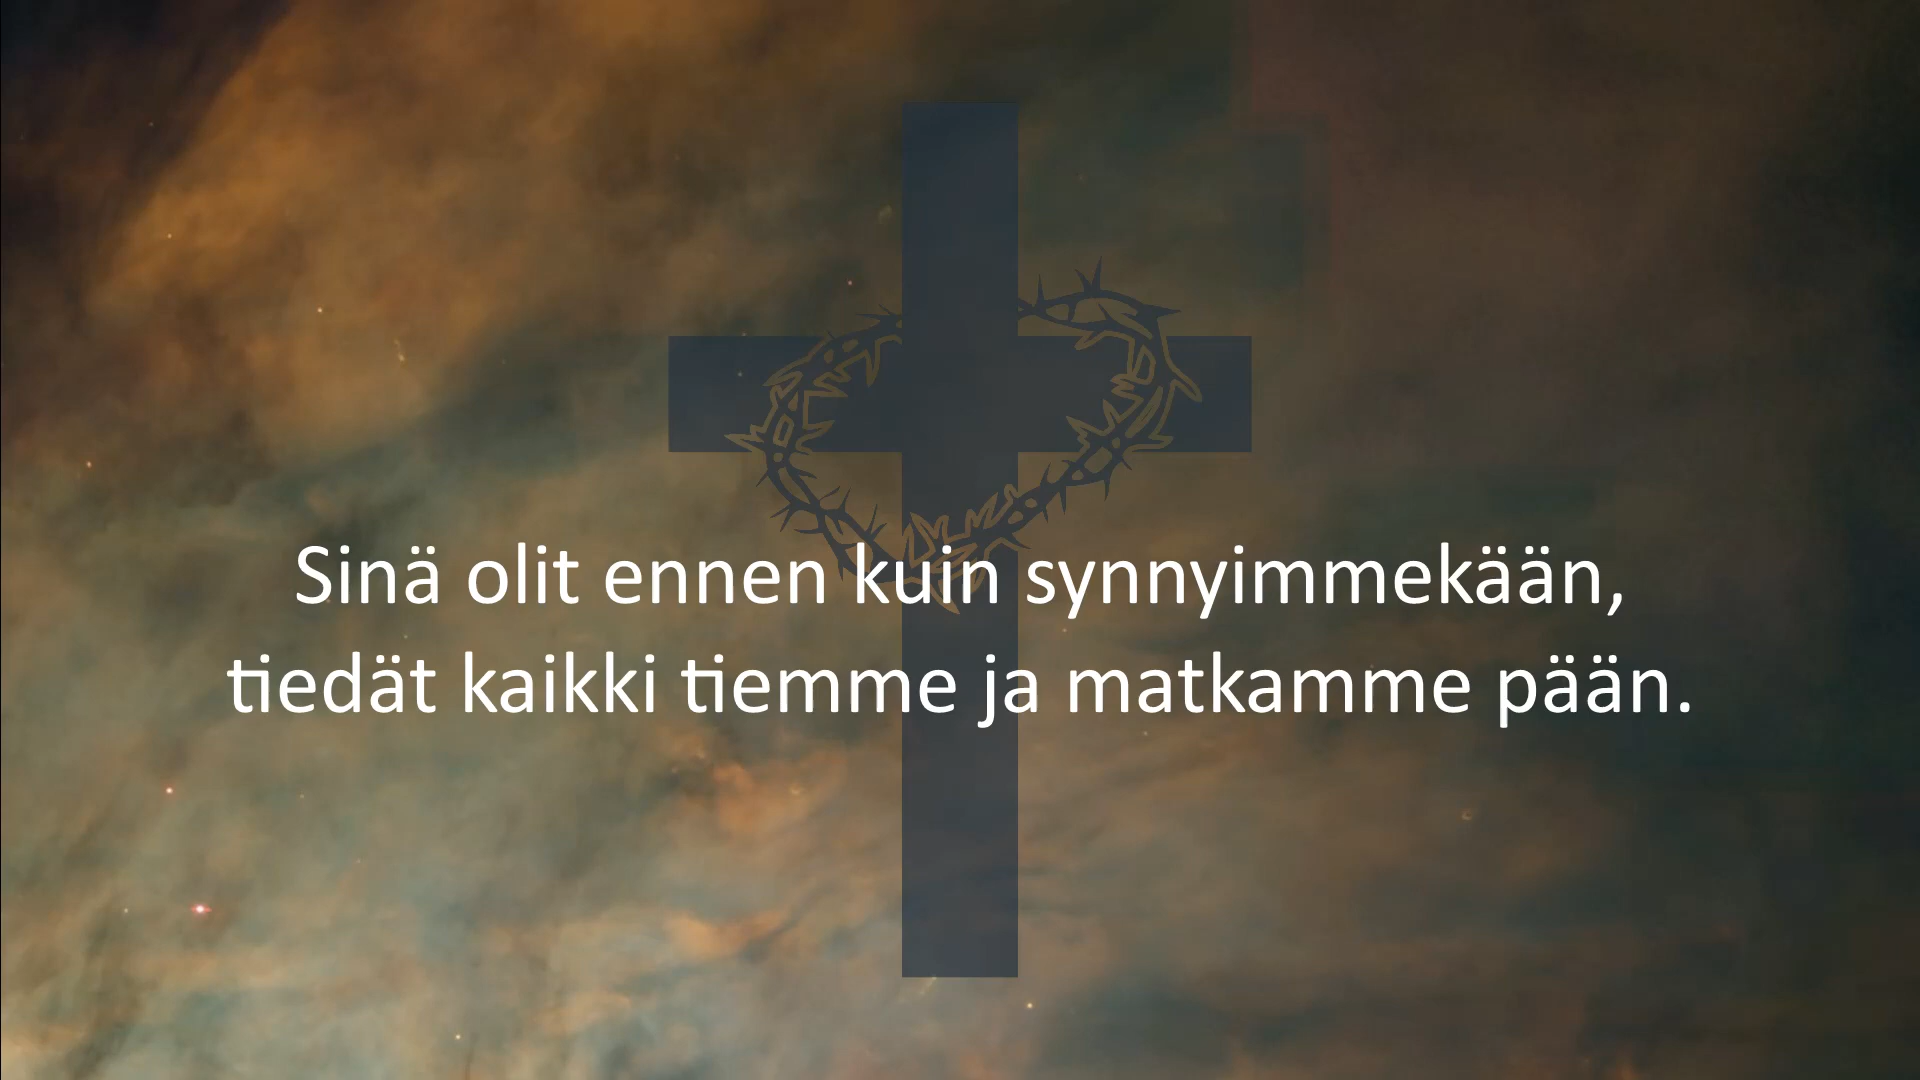 Sinä olit ennen kuin synnyimmekään,
tiedät kaikki tiemme ja matkamme pään.